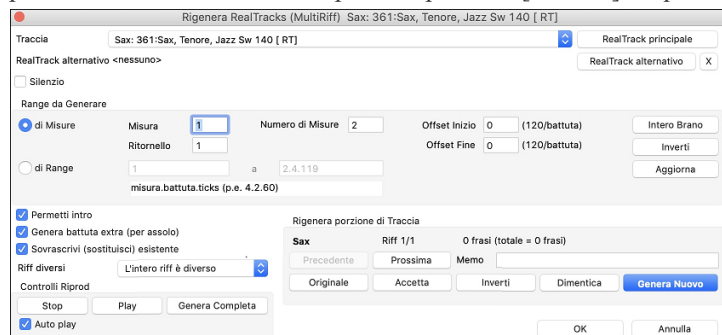 Rigenera RealTracks (MultiRiff) Sax: 361:Sax, Tenore, Jazz Sw 140 [ RT]
Traccia Sax: 361:Sax, Tenore, Jazz Sw 140 [ RT] RealTrack principale
RealTrack alternativo <nessuno> RealTrack alternativo X
Silenzio
Range da Generare
di Misure Misura 1 Numero di Misure 2 Offset Inizio 0 (120/battuta) Intero Brano
Ritornello 1 Offset Fine 0 (120/battuta) Inverti
di Range 1 a 2.4.119 Aggiorna
misura.battuta.ticks (p.e. 4.2.60)
Permetti intro
Rigenera porzione di Traccia
Genera battuta extra (per assolo)
Sax Riff 1/1 0 frasi (totale = 0 frasi)
Sovrascrivi (sostituisci) esistente
Precedente Prossima Memo
Riff diversi L'intero riff è diverso
Originale Accetta Inverti Dimentica Genera Nuovo
Controlli Riprod
Stop Play Genera Completa
Auto play
OK Annulla